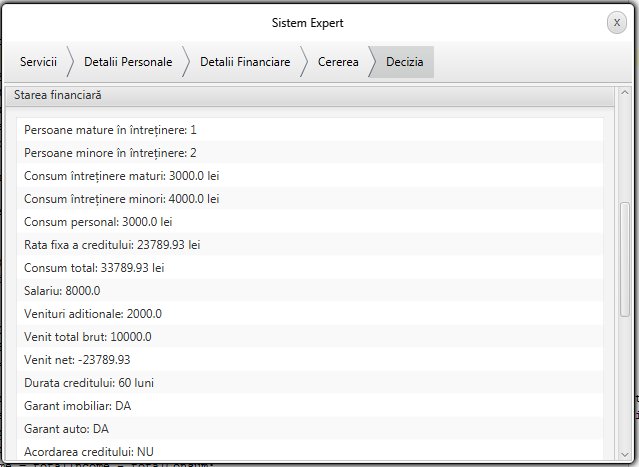 Sistem Expert
x
Servicii
Detalii Personale
Detalii Financiare
Cererea
Decizia
Starea financiară
Persoane mature în întreținere: 1
Persoane minore în întreținere: 2
Consum întreținere maturi: 3000.0 lei
Consum întreținere minori: 4000.0 lei
Consum personal: 3000.0 lei
Rata fixa a creditului: 23789.93 lei
Consum total: 33789.93 lei
Salariu: 8000.0
Venituri aditionale: 2000.0
Venit total brut: 10000.0
Venit net: -23789.93
Durata creditului: 60 luni
Garant imobiliar: DA
Garant auto: DA
Acordarea creditului: NU